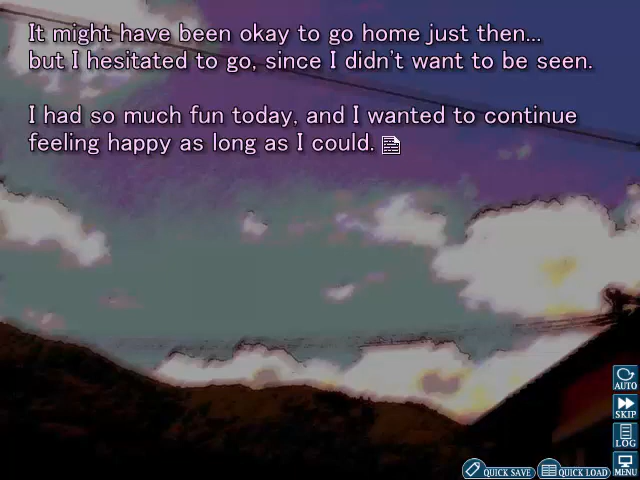 It might have been okay to go home just then...
but I hesitated to go, since I didn't want to be seen.
I had so much fun today, and I wanted to continue
feeling happy as long as I could.
AUTO
SKIP
LOG
MENU
QUICK SAVE
QUICK LOAD